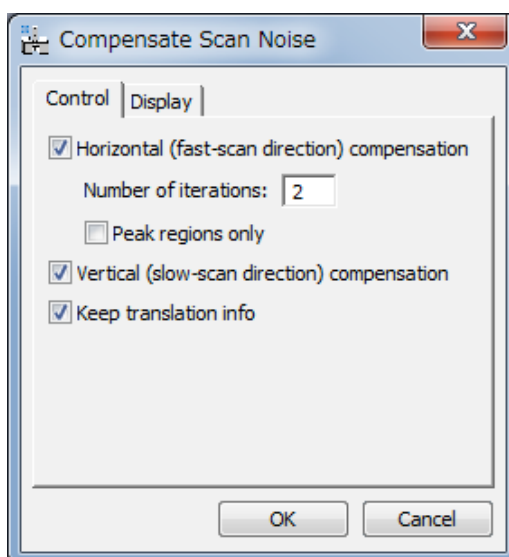 Compensate Scan Noise
Control Display
Horizontal (fast-scan direction) compensation
Number of iterations: 2
Peak regions only
Vertical (slow-scan direction) compensation
Keep translation info
OK Cancel